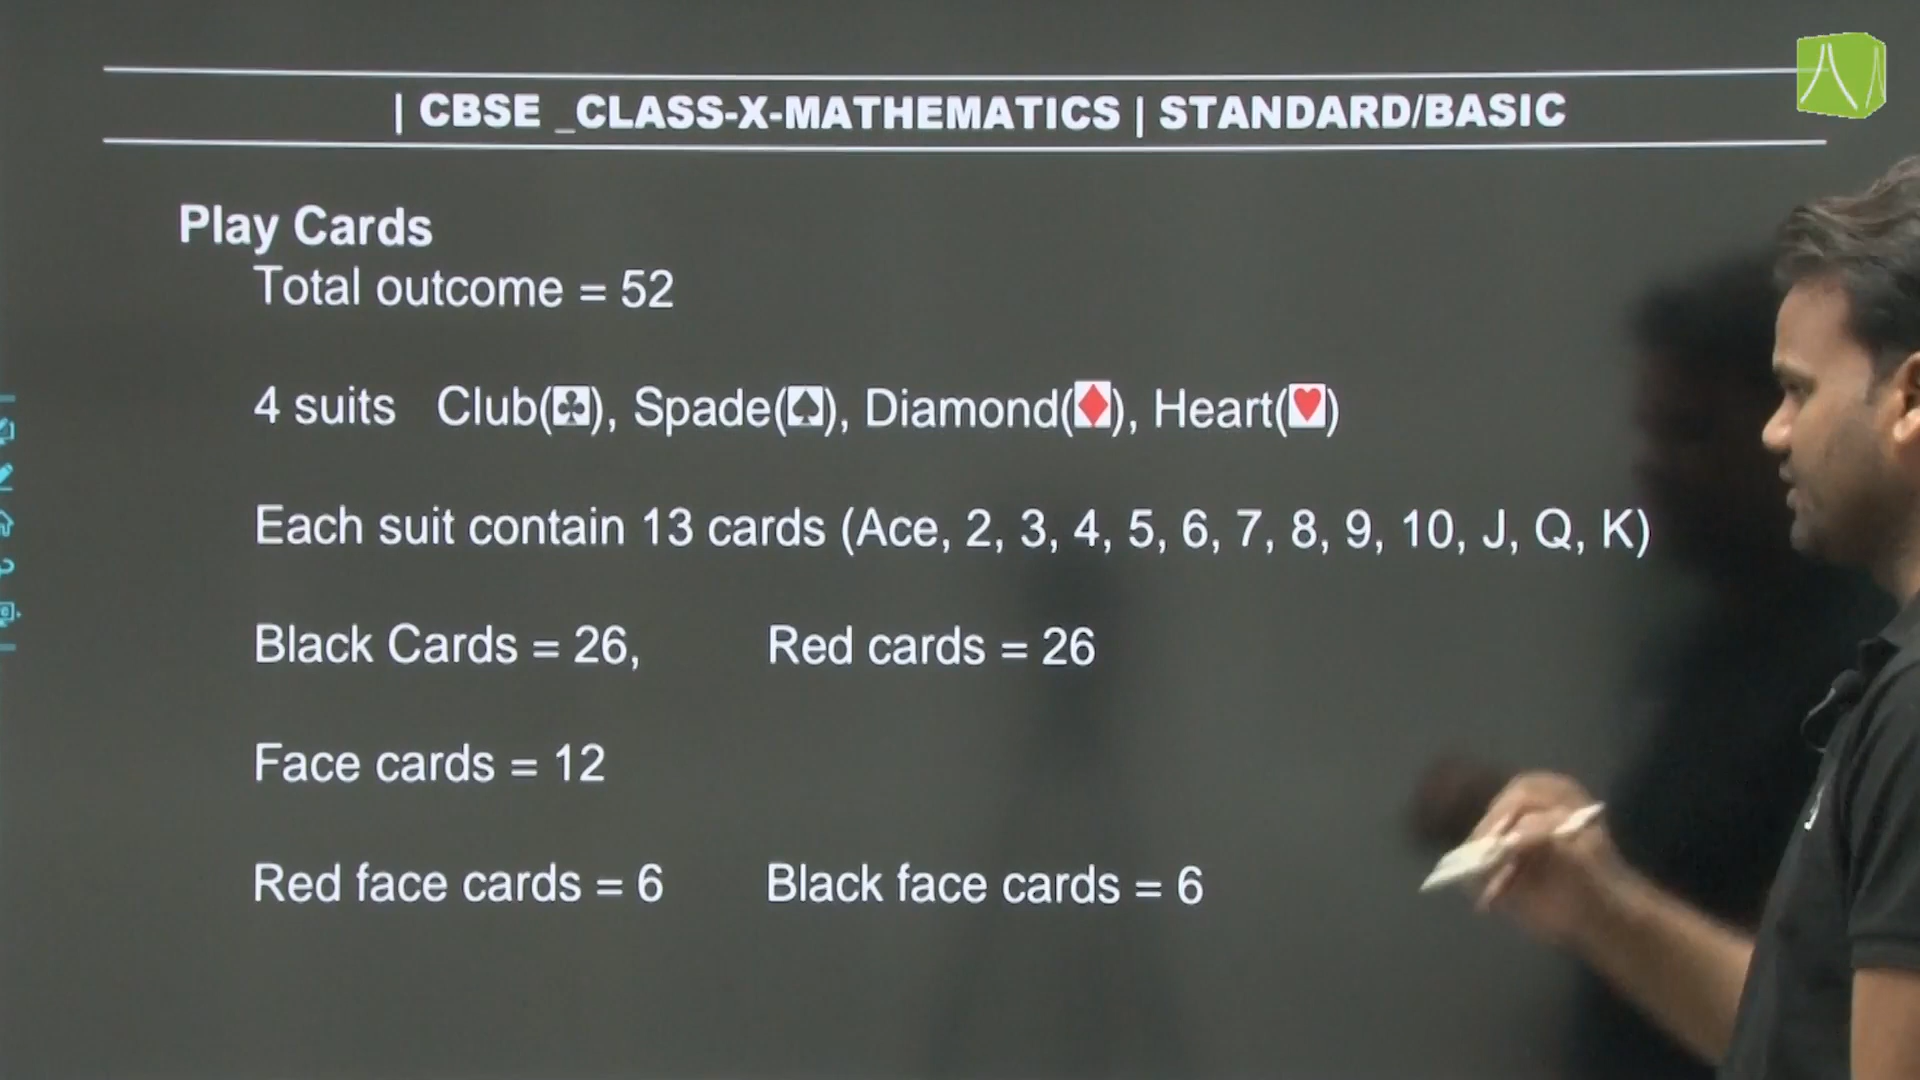 | CBSE _CLASS-X-MATHEMATICS | STANDARD/BASIC
Play Cards
Total outcome = 52
4 suits Club(♣), Spade(♠), Diamond(♦), Heart(♥)
Each suit contain 13 cards (Ace, 2, 3, 4, 5, 6, 7, 8, 9, 10, J, Q, K)
Black Cards = 26, Red cards = 26
Face cards = 12
Red face cards = 6 Black face cards = 6